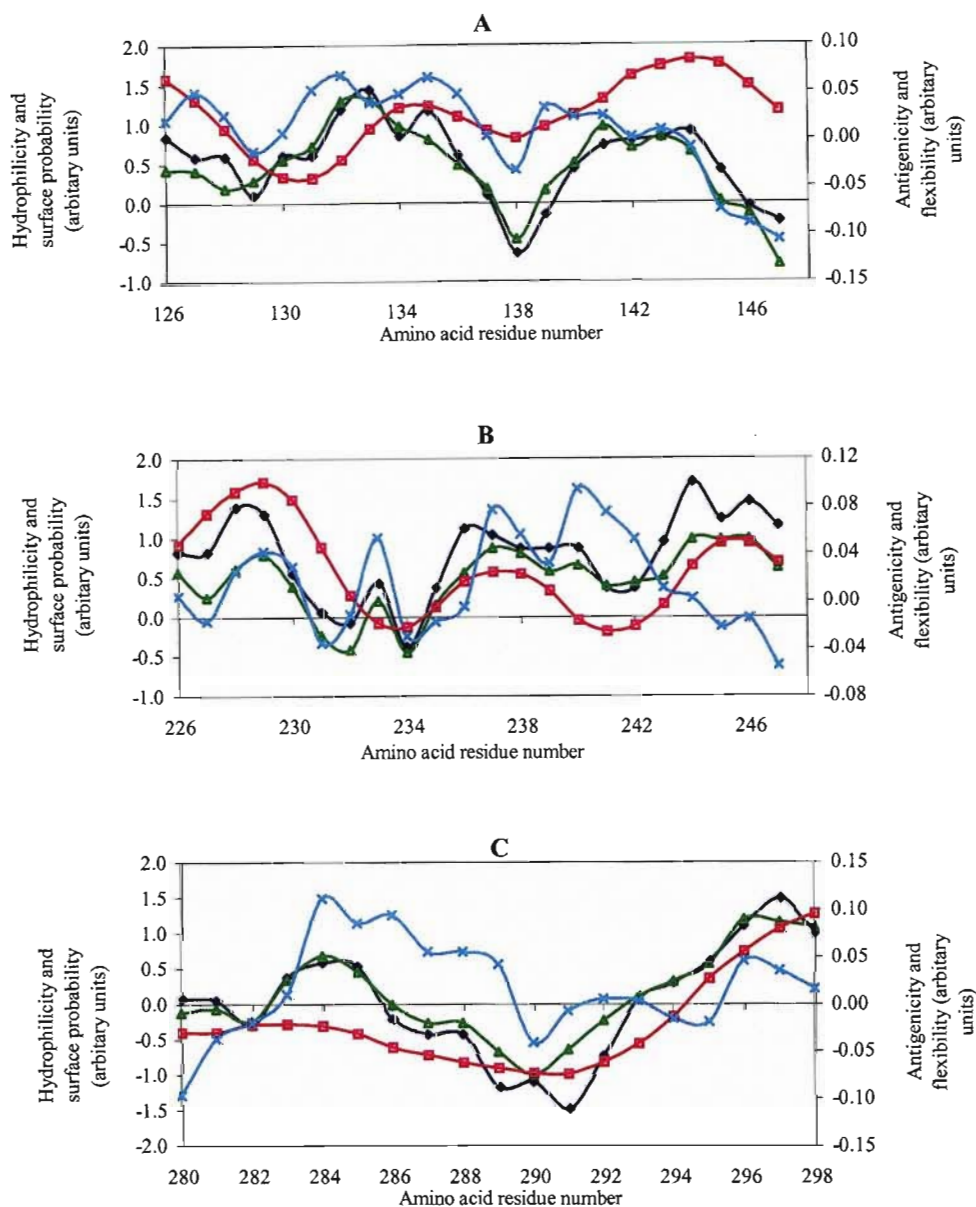 A
Hydrophilicity and
surface probability
(arbitary units)
2.0
1.5
1.0
0.5
0.0
-0.5
-1.0
0.10
0.05
0.00
-0.05
-0.10
-0.15
Antigenicity and
flexibility (arbitary
units)
126 130 134 138 142 146
Amino acid residue number
B
Hydrophilicity and
surface probability
(arbitary units)
2.0
1.5
1.0
0.5
0.0
-0.5
-1.0
0.12
0.08
0.04
0.00
-0.04
-0.08
Antigenicity and
flexibility (arbitary
units)
226 230 234 238 242 246
Amino acid residue number
C
Hydrophilicity and
surface probability
(arbitary units)
2.0
1.5
1.0
0.5
0.0
-0.5
-1.0
-1.5
-2.0
0.15
0.10
0.05
0.00
-0.05
-0.10
-0.15
Antigenicity and
flexibility (arbitary
units)
280 282 284 286 288 290 292 294 296 298
Amino acid residue number